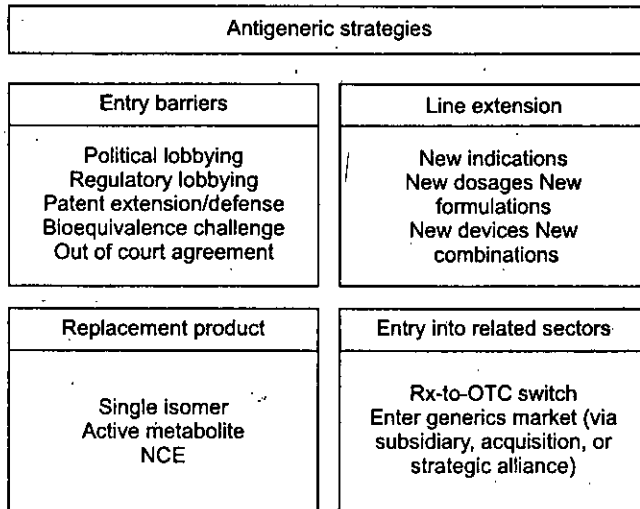 Antigeneric strategies
Entry barriers
Political lobbying
Regulatory lobbying
Patent extension/defense
Bioequivalence challenge
Out of court agreement
Line extension
New indications
New dosages New
formulations
New devices New
combinations
Replacement product
Single isomer
Active metabolite
NCE
Entry into related sectors
Rx-to-OTC switch
Enter generics market (via
subsidiary, acquisition, or
strategic alliance)